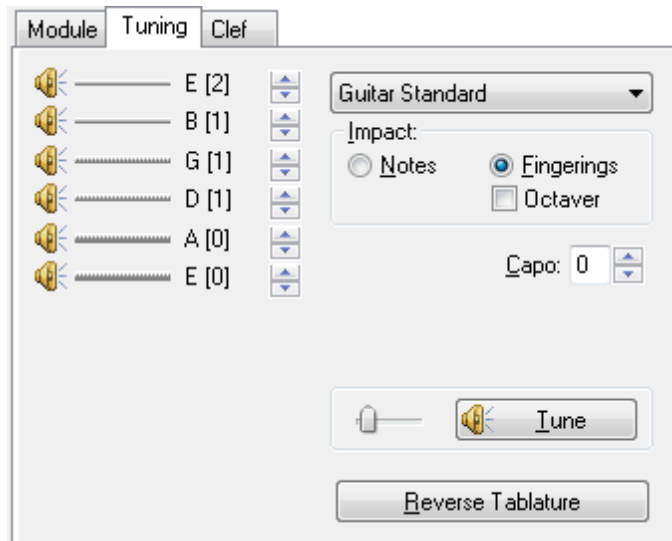 Module Tuning Clef
E [2]
B [1]
G [1]
D [1]
A [0]
E [0]
Guitar Standard
Impact:
Notes Fingerings
Octaver
Capo: 0
Tune
Reverse Tablature